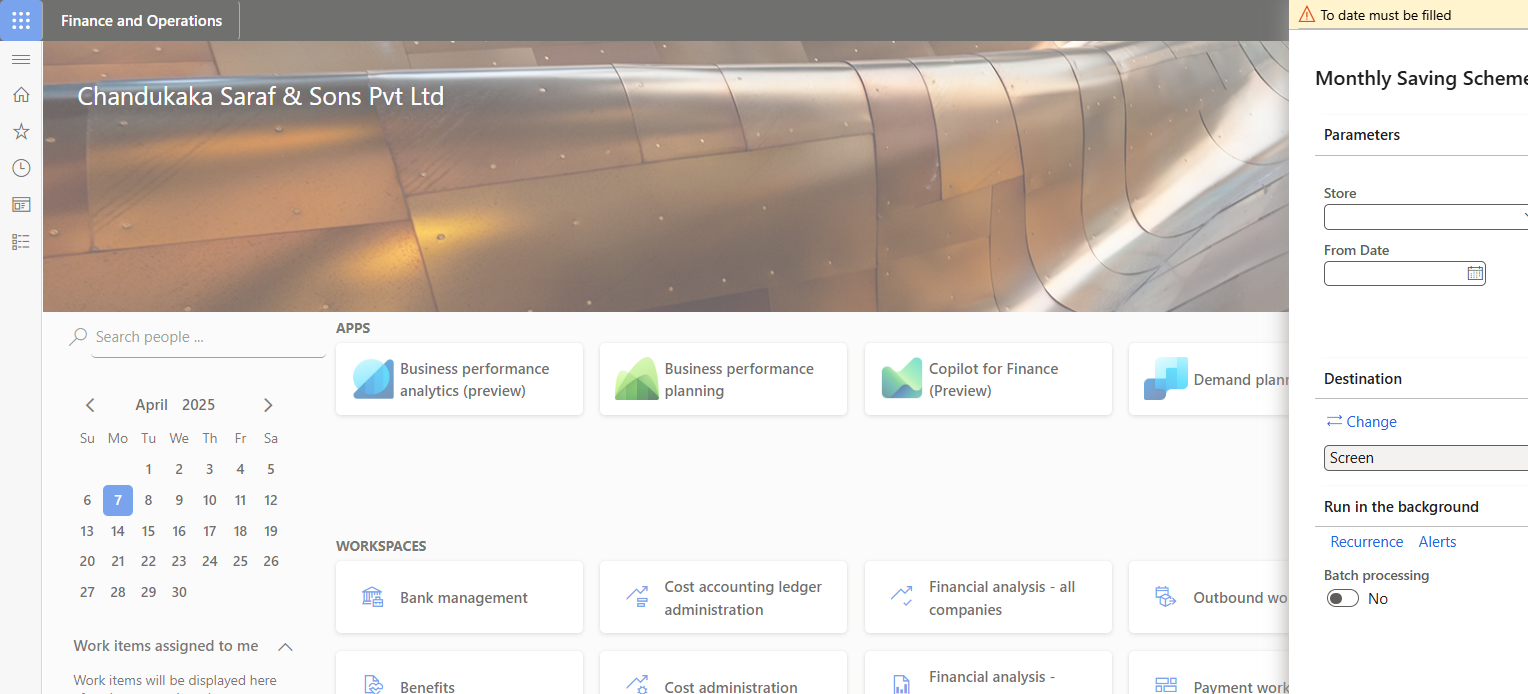 Finance and Operations
To date must be filled
Chandukaka Saraf & Sons Pvt Ltd
Monthly Saving Scheme
Parameters
Store
From Date
Search people ...
April 2025
Su Mo Tu We Th Fr Sa
1 2 3 4 5
6 7 8 9 10 11 12
13 14 15 16 17 18 19
20 21 22 23 24 25 26
27 28 29 30
Work items assigned to me
Work items will be displayed here
APPS
Business performance
analytics (preview)
Business performance
planning
Copilot for Finance
(Preview)
Demand plann
WORKSPACES
Bank management
Cost accounting ledger
administration
Financial analysis - all
companies
Outbound wo
Benefits
Cost administration
Financial analysis -
Payment work
Destination
Change
Screen
Run in the background
Recurrence Alerts
Batch processing
No